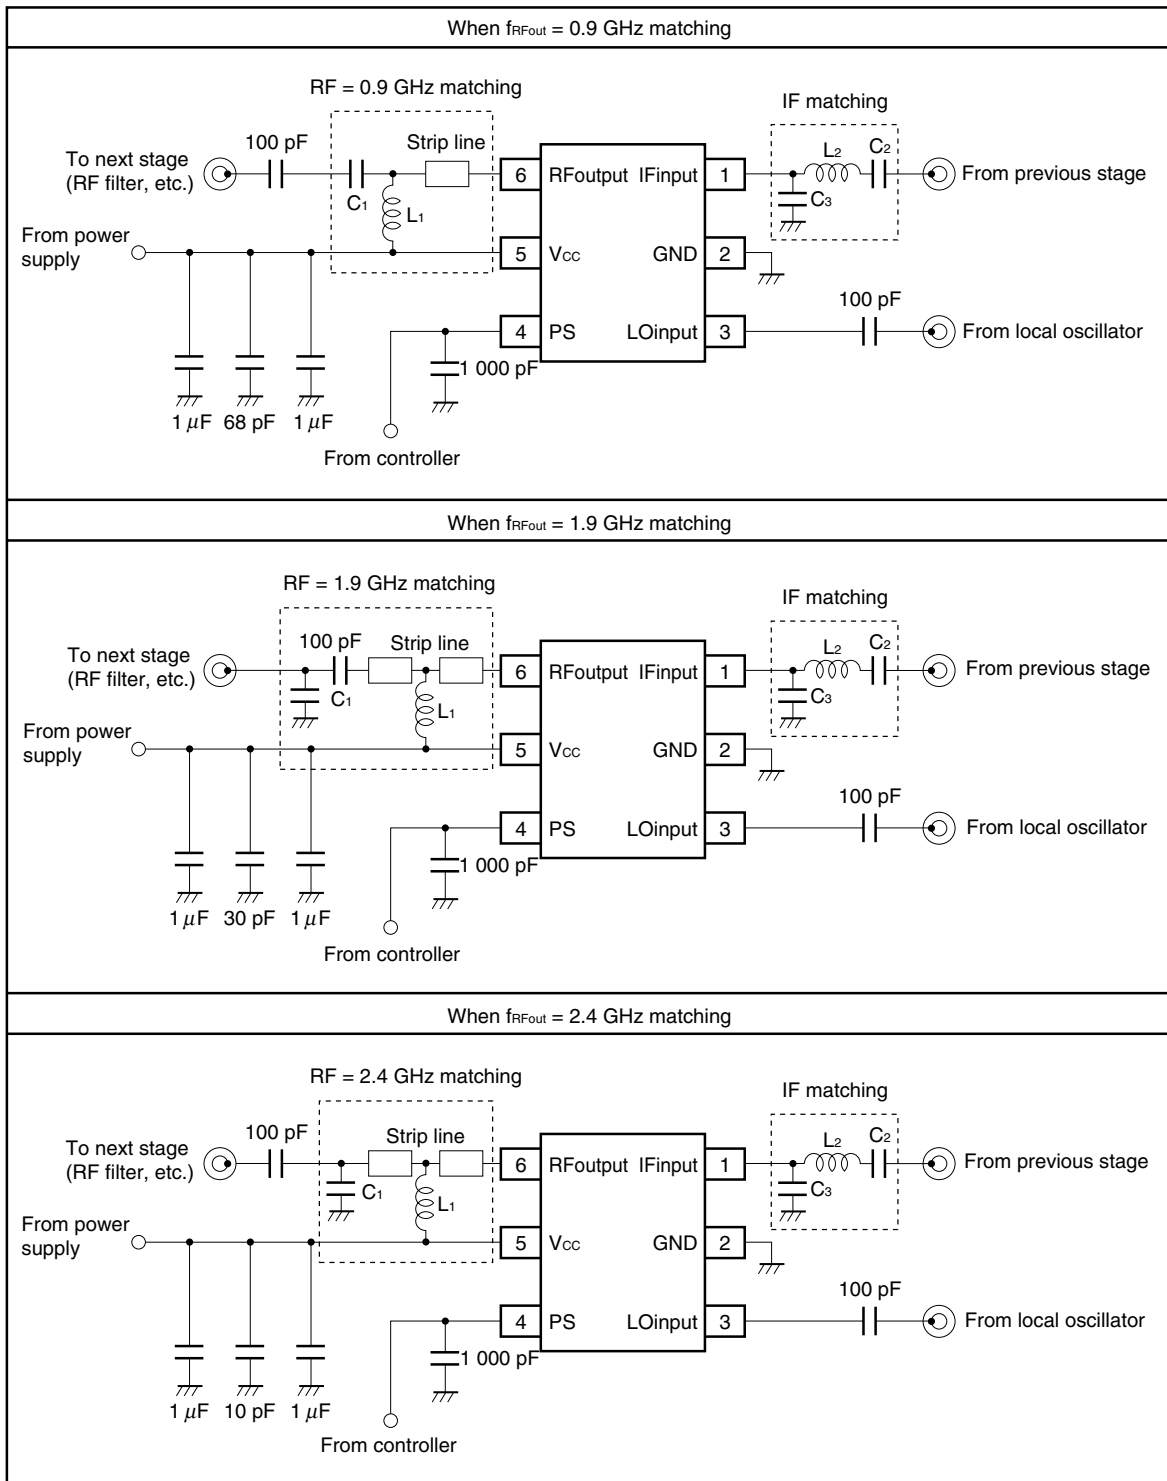 When fRFout = 0.9 GHz matching
RF = 0.9 GHz matching
IF matching
100 pF
Strip line
L2
C2
To next stage
(RF filter, etc.)
C1
L1
6
RFoutput
IFinput
1
C3
From previous stage
From power
supply
5
VCC
GND
2
100 pF
4
PS
LOinput
3
From local oscillator
1 000 pF
1 μF
68 pF
1 μF
From controller
When fRFout = 1.9 GHz matching
RF = 1.9 GHz matching
IF matching
100 pF
Strip line
L2
C2
To next stage
(RF filter, etc.)
C1
L1
6
RFoutput
IFinput
1
C3
From previous stage
From power
supply
5
VCC
GND
2
100 pF
4
PS
LOinput
3
From local oscillator
1 000 pF
1 μF
30 pF
1 μF
From controller
When fRFout = 2.4 GHz matching
RF = 2.4 GHz matching
IF matching
100 pF
Strip line
L2
C2
To next stage
(RF filter, etc.)
C1
L1
6
RFoutput
IFinput
1
C3
From previous stage
From power
supply
5
VCC
GND
2
100 pF
4
PS
LOinput
3
From local oscillator
1 000 pF
1 μF
10 pF
1 μF
From controller